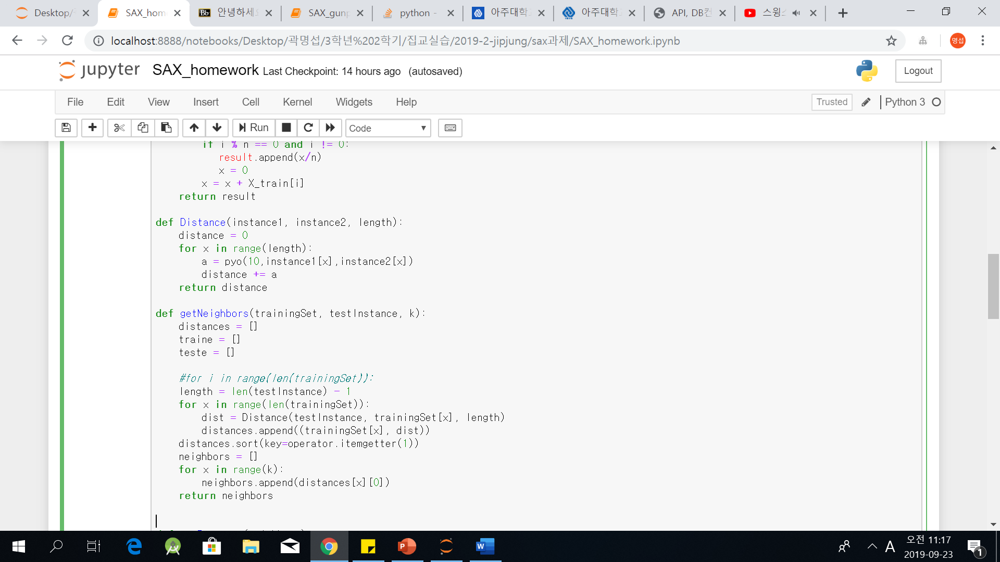 Desktop/
SAX_hom
안녕하세
SAX_gunp
python -
아주대학
아주대학
API, DB컨
스윙
localhost:8888/notebooks/Desktop/곽명섭/3학년%202학기/집교실습/2019-2-jipjung/sax과제/SAX_homework.ipynb
명섭
jupyter SAX_homework Last Checkpoint: 14 hours ago (autosaved)
Logout
File Edit View Insert Cell Kernel Widgets Help
Trusted
Python 3
Run
Code
if i % n == 0 and i != 0:
result.append(x/n)
x = 0
x = x + X_train[i]
return result
def Distance(instance1, instance2, length):
distance = 0
for x in range(length):
a = pyo(10,instance1[x],instance2[x])
distance += a
return distance
def getNeighbors(trainingSet, testInstance, k):
distances = []
traine = []
teste = []
#for i in range(len(trainingSet)):
length = len(testInstance) - 1
for x in range(len(trainingSet)):
dist = Distance(testInstance, trainingSet[x], length)
distances.append((trainingSet[x], dist))
distances.sort(key=operator.itemgetter(1))
neighbors = []
for x in range(k):
neighbors.append(distances[x][0])
return neighbors
A
오전 11:17
2019-09-23
1